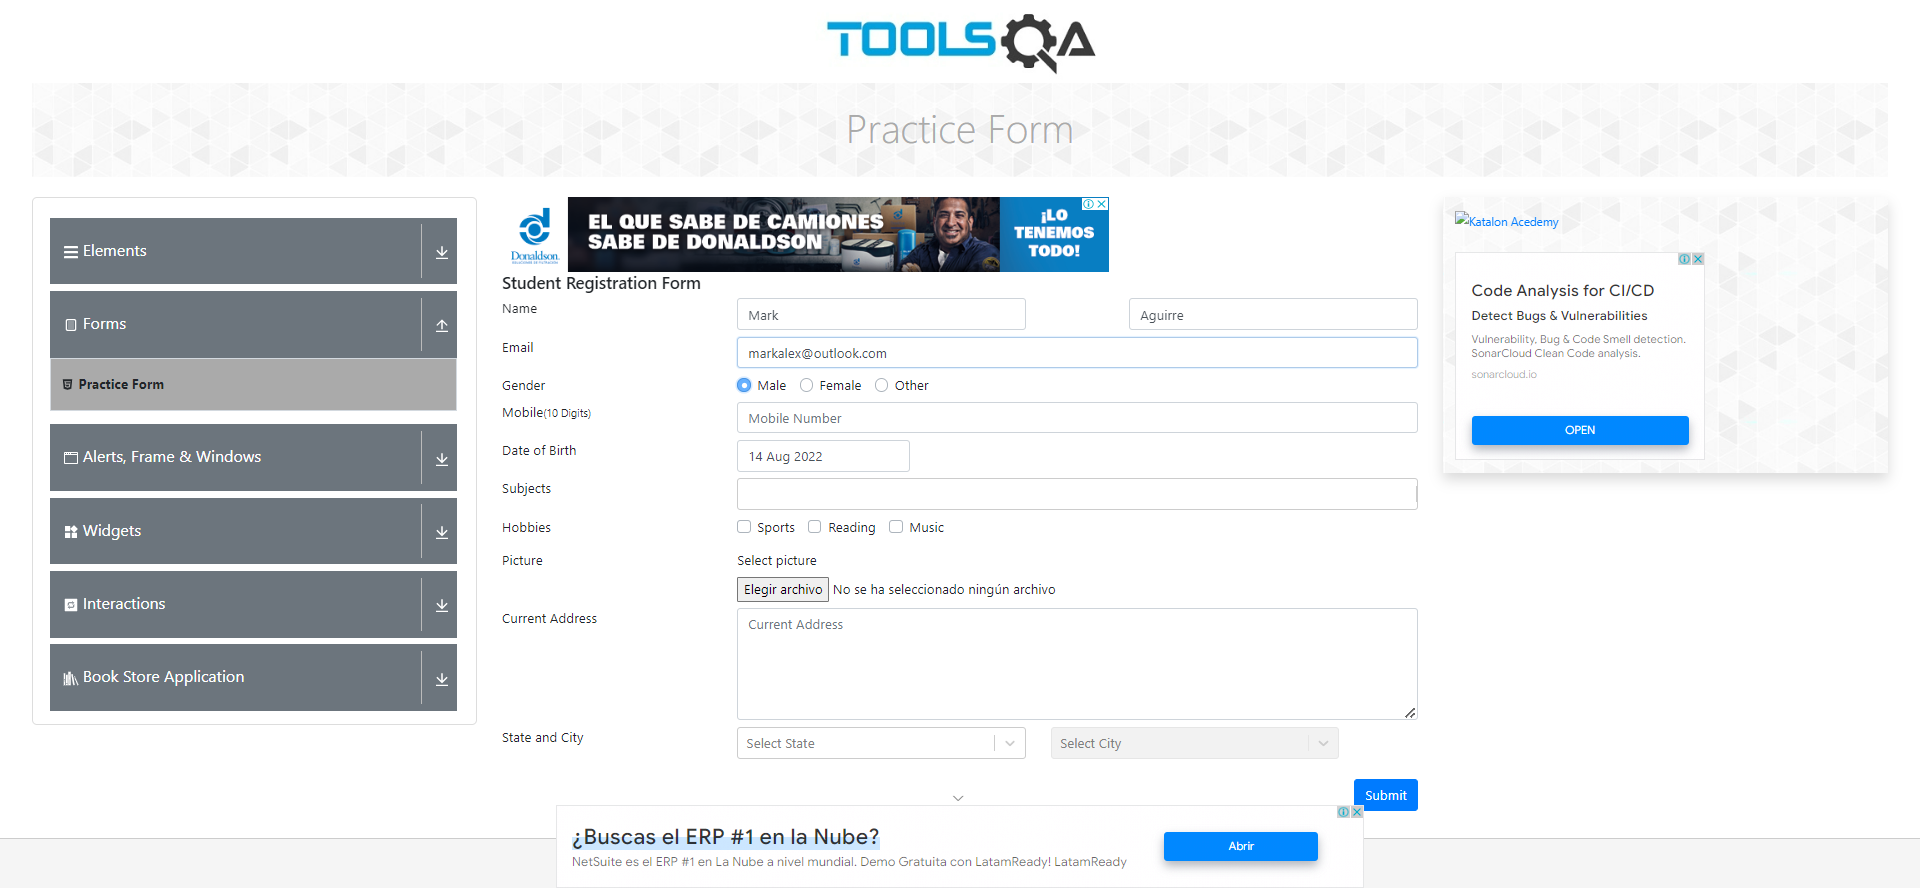 TOOLSQA
Practice Form
Elements
Forms
Practice Form
Alerts, Frame & Windows
Widgets
Interactions
Book Store Application
Donaldson.
EL QUE SABE DE CAMIONES
SABE DE DONALDSON
¡LO
TENEMOS
TODO!
Student Registration Form
Name
Mark
Aguirre
Email
markalex@outlook.com
Gender
Male
Female
Other
Mobile(10 Digits)
Mobile Number
Date of Birth
14 Aug 2022
Subjects
Hobbies
Sports
Reading
Music
Picture
Select picture
Elegir archivo No se ha seleccionado ningún archivo
Current Address
Current Address
State and City
Select State
Select City
Submit
Katalon Acedemy
Code Analysis for CI/CD
Detect Bugs & Vulnerabilities
Vulnerability, Bug & Code Smell detection.
SonarCloud Clean Code analysis.
sonarcloud.io
OPEN
¿Buscas el ERP #1 en la Nube?
NetSuite es el ERP #1 en La Nube a nivel mundial. Demo Gratuita con LatamReady! LatamReady
Abrir